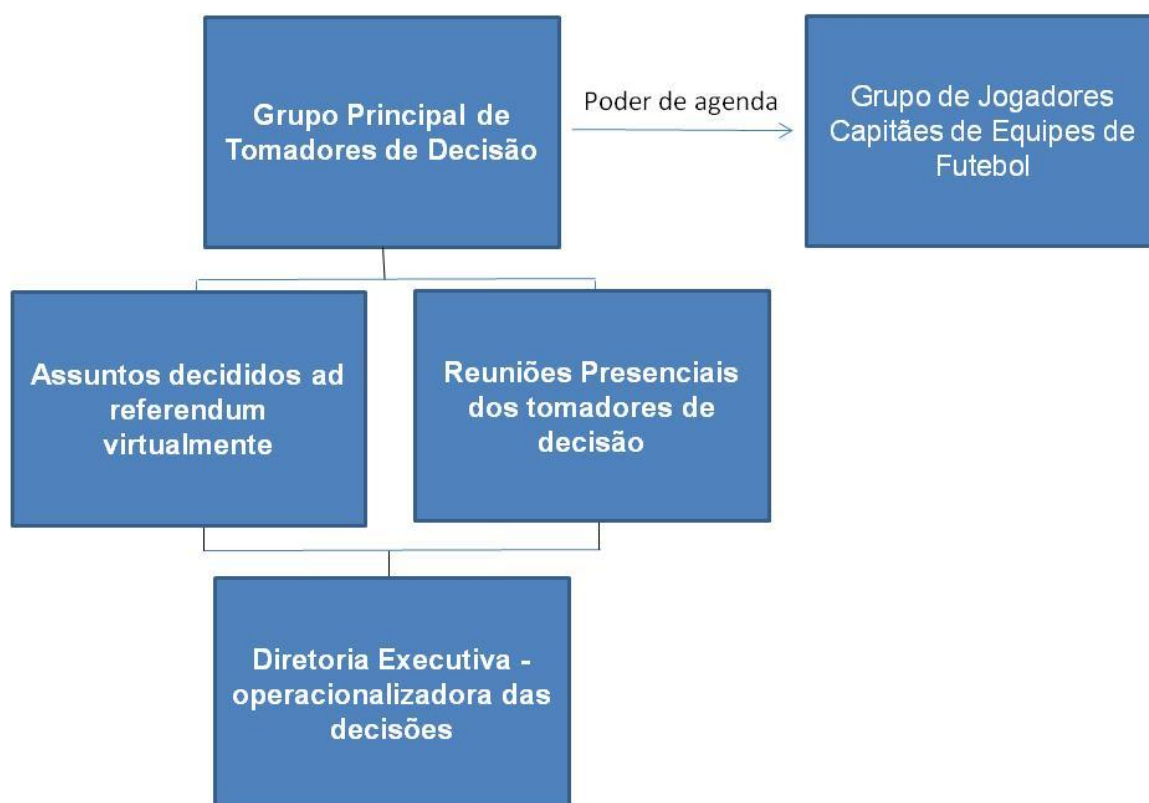 Grupo Principal de
Tomadores de Decisão
Poder de agenda
Grupo de Jogadores
Capitães de Equipes de
Futebol
Assuntos decididos ad
referendum
virtualmente
Reuniões Presenciais
dos tomadores de
decisão
Diretoria Executiva -
operacionalizadora das
decisões